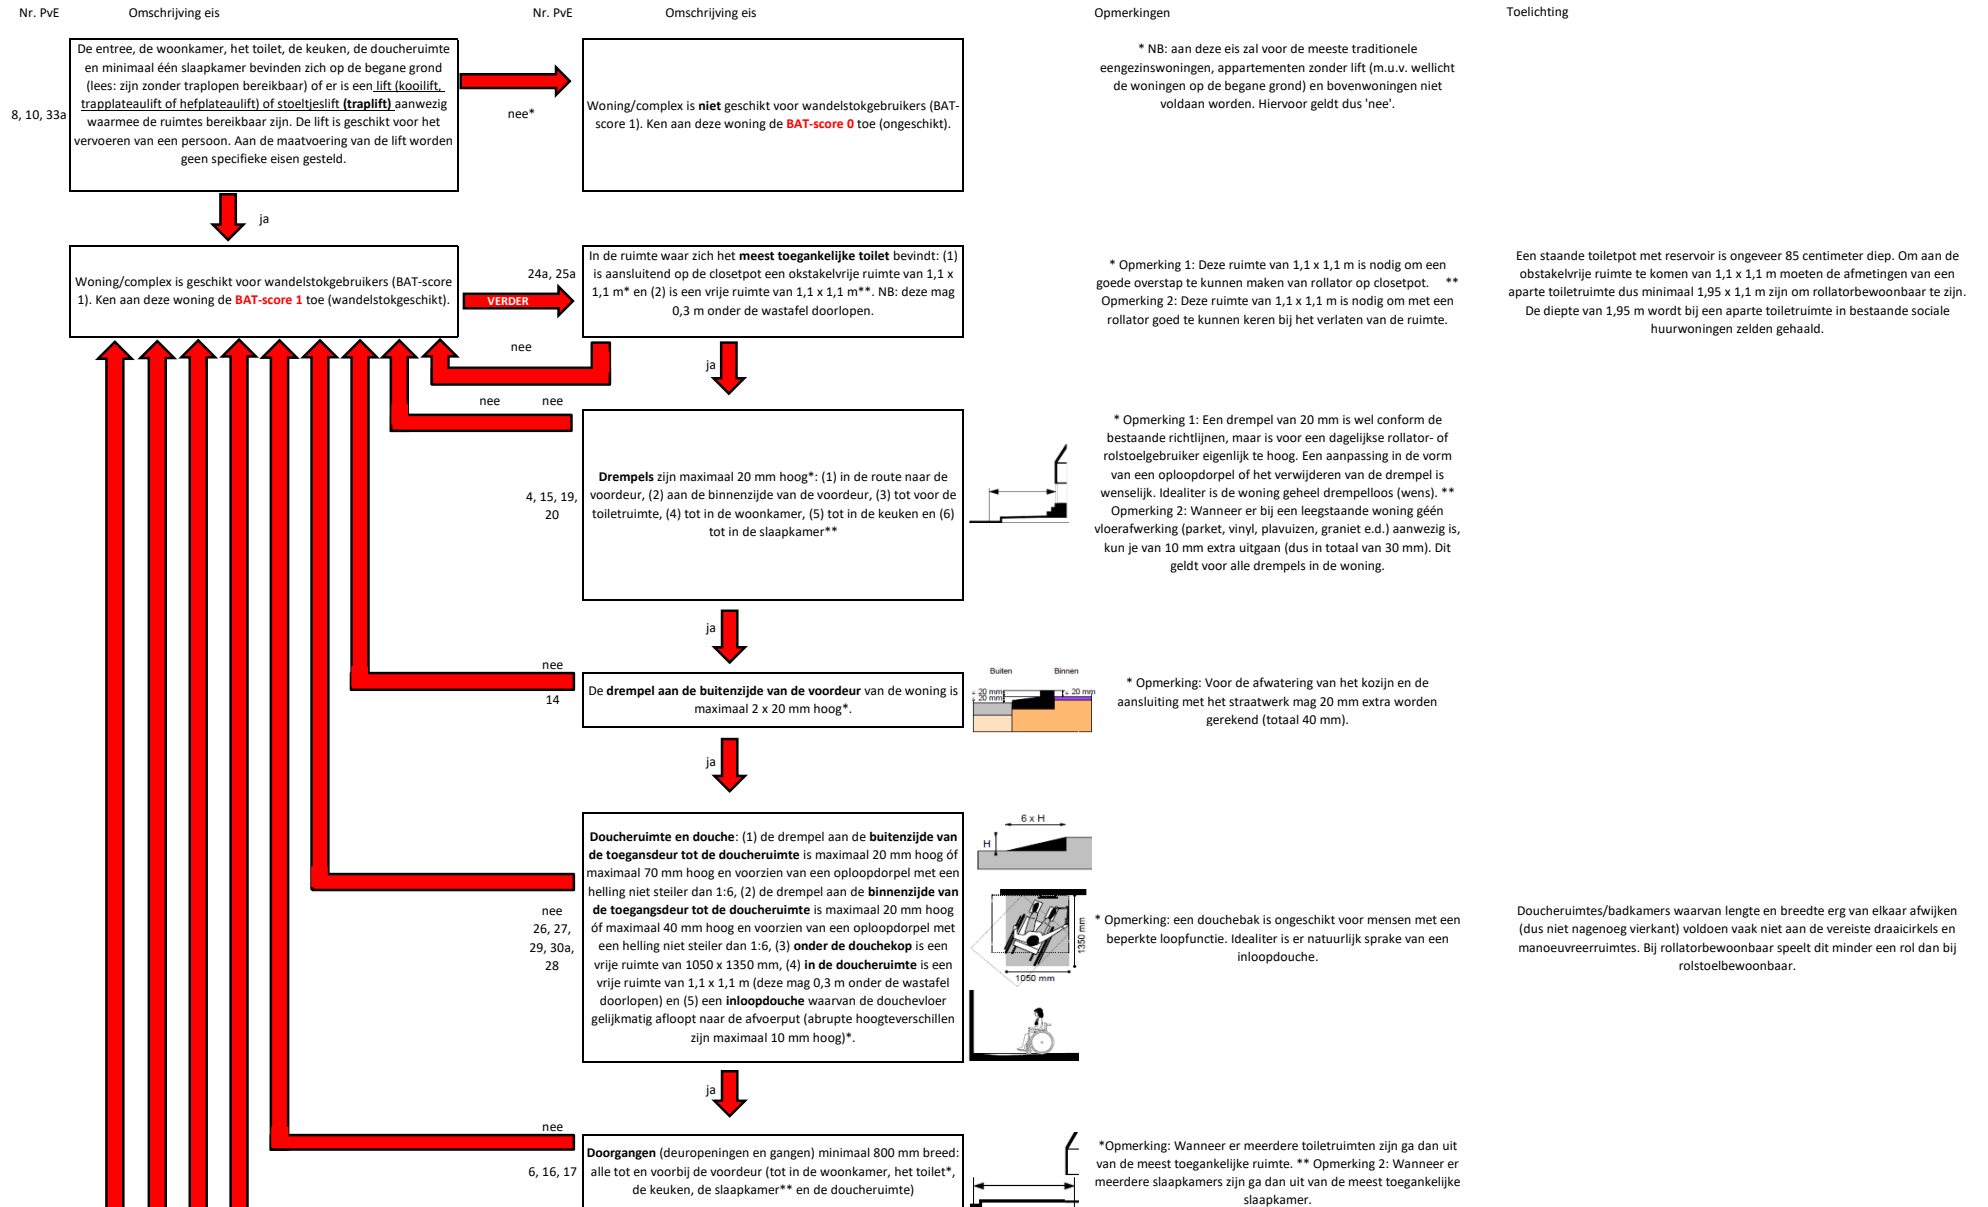 Nr. PvE
Omschrijving eis
Nr. PvE
Omschrijving eis
Opmerkingen
Toelichting
8, 10, 33a
De entree, de woonkamer, het toilet, de keuken, de doucheruimte
en minimaal één slaapkamer bevinden zich op de begane grond
(lees: zijn zonder traplopen bereikbaar) of er is een lift (kooilift,
trapplateaulift of hefplateaulift) of stoeltjeslift (traplift) aanwezig
waarmee de ruimtes bereikbaar zijn. De lift is geschikt voor het
vervoeren van een persoon. Aan de maatvoering van de lift worden
geen specifieke eisen gesteld.
nee*
Woning/complex is niet geschikt voor wandelstokgebruikers (BAT-
score 1). Ken aan deze woning de BAT-score 0 toe (ongeschikt).
* NB: aan deze eis zal voor de meeste traditionele
eengezinswoningen, appartementen zonder lift (m.u.v. wellicht
de woningen op de begane grond) en bovenwoningen niet
voldaan worden. Hiervoor geldt dus 'nee'.
ja
Woning/complex is geschikt voor wandelstokgebruikers (BAT-score
1). Ken aan deze woning de BAT-score 1 toe (wandelstokgeschikt).
24a, 25a
VERDER
In de ruimte waar zich het meest toegankelijke toilet bevindt: (1)
is aansluitend op de closetpot een okstakelvrije ruimte van 1,1 x
1,1 m* en (2) is een vrije ruimte van 1,1 x 1,1 m**. NB: deze mag
0,3 m onder de wastafel doorlopen.
* Opmerking 1: Deze ruimte van 1,1 x 1,1 m is nodig om een
goede overstap te kunnen maken van rollator op closetpot. **
Opmerking 2: Deze ruimte van 1,1 x 1,1 m is nodig om met een
rollator goed te kunnen keren bij het verlaten van de ruimte.
Een staande toiletpot met reservoir is ongeveer 85 centimeter diep. Om aan de
obstakelvrije ruimte te komen van 1,1 x 1,1 m moeten de afmetingen van een
aparte toiletruimte dus minimaal 1,95 x 1,1 m zijn om rollatorbewoonbaar te zijn.
De diepte van 1,95 m wordt bij een aparte toiletruimte in bestaande sociale
huurwoningen zelden gehaald.
nee
ja
nee
nee
4, 15, 19,
20
Drempels zijn maximaal 20 mm hoog*: (1) in de route naar de
voordeur, (2) aan de binnenzijde van de voordeur, (3) tot voor de
toiletruimte, (4) tot in de woonkamer, (5) tot in de keuken en (6)
tot in de slaapkamer**
* Opmerking 1: Een drempel van 20 mm is wel conform de
bestaande richtlijnen, maar is voor een dagelijkse rollator- of
rolstoelgebruiker eigenlijk te hoog. Een aanpassing in de vorm
van een oploopdorpel of het verwijderen van de drempel is
wenselijk. Idealiter is de woning geheel drempelloos (wens). **
Opmerking 2: Wanneer er bij een leegstaande woning géén
vloerafwerking (parket, vinyl, plavuizen, graniet e.d.) aanwezig is,
kun je van 10 mm extra uitgaan (dus in totaal van 30 mm). Dit
geldt voor alle drempels in de woning.
ja
nee
14
De drempel aan de buitenzijde van de voordeur van de woning is
maximaal 2 x 20 mm hoog*.
Buiten
Binnen
20 mm
20 mm
20 mm
* Opmerking: Voor de afwatering van het kozijn en de
aansluiting met het straatwerk mag 20 mm extra worden
gerekend (totaal 40 mm).
ja
nee
26, 27,
29, 30a,
28
Doucheruimte en douche: (1) de drempel aan de buitenzijde van
de toegansdeur tot de doucheruimte is maximaal 20 mm hoog óf
maximaal 70 mm hoog en voorzien van een oploopdorpel met een
helling niet steiler dan 1:6, (2) de drempel aan de binnenzijde van
de toegangsdeur tot de doucheruimte is maximaal 20 mm hoog
óf maximaal 40 mm hoog en voorzien van een oploopdorpel met
een helling niet steiler dan 1:6, (3) onder de douchekop is een
vrije ruimte van 1050 x 1350 mm, (4) in de doucheruimte is een
vrije ruimte van 1,1 x 1,1 m (deze mag 0,3 m onder de wastafel
doorlopen) en (5) een inloopdouche waarvan de douchevloer
gelijkmatig afloopt naar de afvoerput (abrupte hoogteverschillen
zijn maximaal 10 mm hoog)*.
6 x H
H
1350 mm
1050 mm
* Opmerking: een douchebak is ongeschikt voor mensen met een
beperkte loopfunctie. Idealiter is er natuurlijk sprake van een
inloopdouche.
Doucheruimtes/badkamers waarvan lengte en breedte erg van elkaar afwijken
(dus niet nagenoeg vierkant) voldoen vaak niet aan de vereiste draaicirkels en
manoeuvreerruimtes. Bij rollatorbewoonbaar speelt dit minder een rol dan bij
rolstoelbewoonbaar.
ja
nee
6, 16, 17
Doorgangen (deuropeningen en gangen) minimaal 800 mm breed:
alle tot en voorbij de voordeur (tot in de woonkamer, het toilet*,
de keuken, de slaapkamer** en de doucheruimte)
*Opmerking: Wanneer er meerdere toiletruimten zijn ga dan uit
van de meest toegankelijke ruimte. ** Opmerking 2: Wanneer er
meerdere slaapkamers zijn ga dan uit van de meest toegankelijke
slaapkamer.